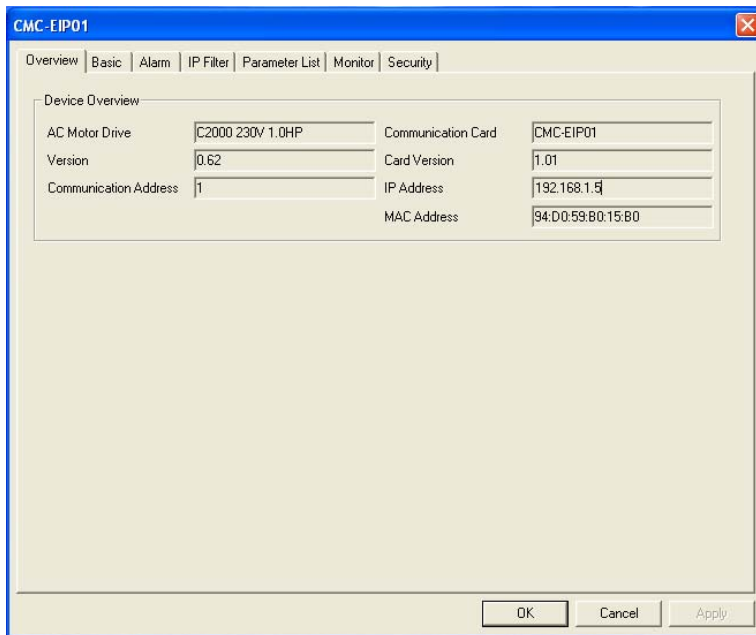 CMC-EIP01
Overview Basic Alarm IP Filter Parameter List Monitor Security
Device Overview
AC Motor Drive C2000 230V 1.0HP Communication Card CMC-EIP01
Version 0.62 Card Version 1.01
Communication Address 1 IP Address 192.168.1.5
MAC Address 94:D0:59:B0:15:B0
OK Cancel Apply